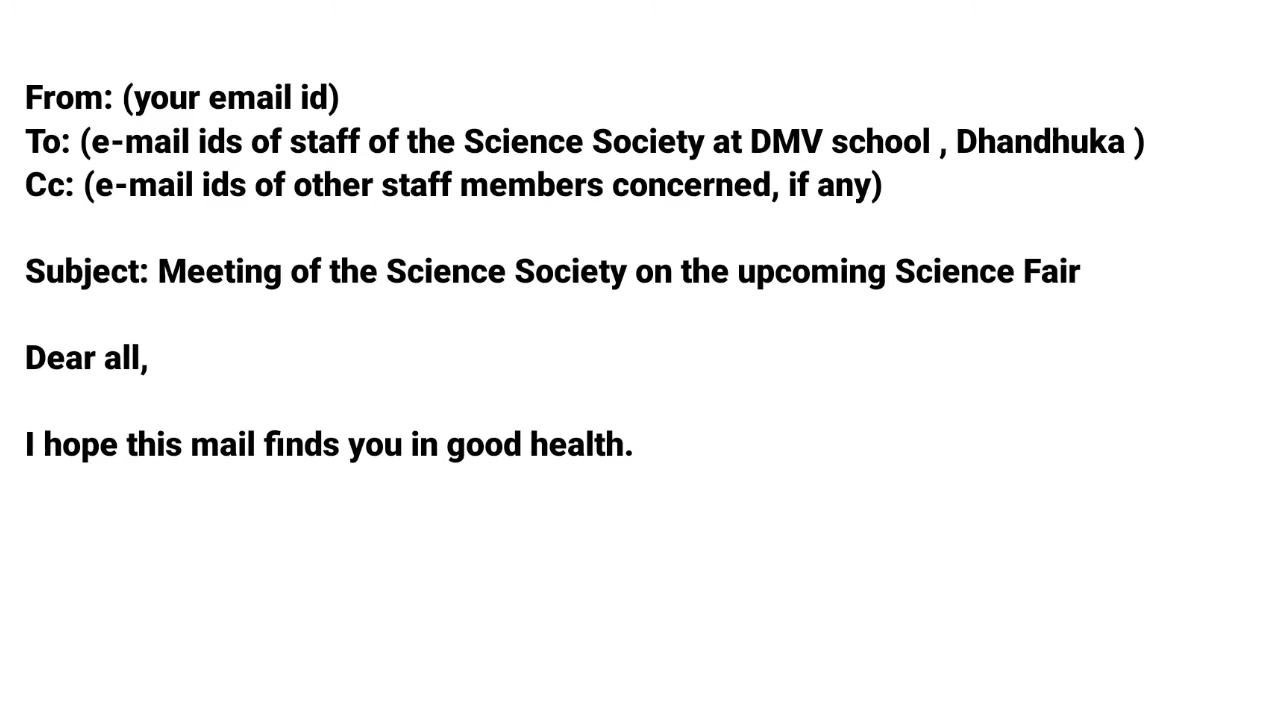 From: (your email id)
To: (e-mail ids of staff of the Science Society at DMV school , Dhandhuka )
Cc: (e-mail ids of other staff members concerned, if any)
Subject: Meeting of the Science Society on the upcoming Science Fair
Dear all,
I hope this mail finds you in good health.